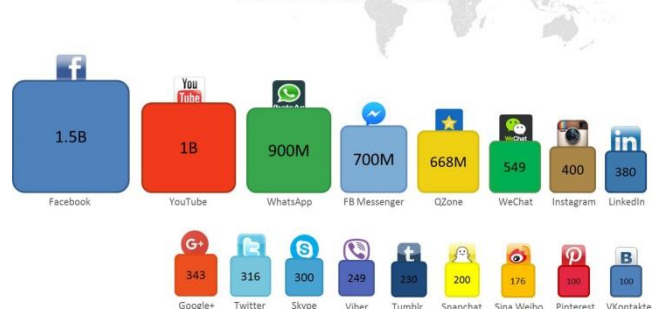 You
Tube
WhatsApp
WeChat
in
1.5B
1B
900M
700M
668M
549
400
380
Facebook
YouTube
WhatsApp
FB Messenger
QZone
WeChat
Instagram
LinkedIn
G+
t
B
343
316
300
249
230
200
176
100
100
Google+
Twitter
Skype
Viber
Tumblr
Snapchat
Sina Weibo
Pinterest
VKontakte